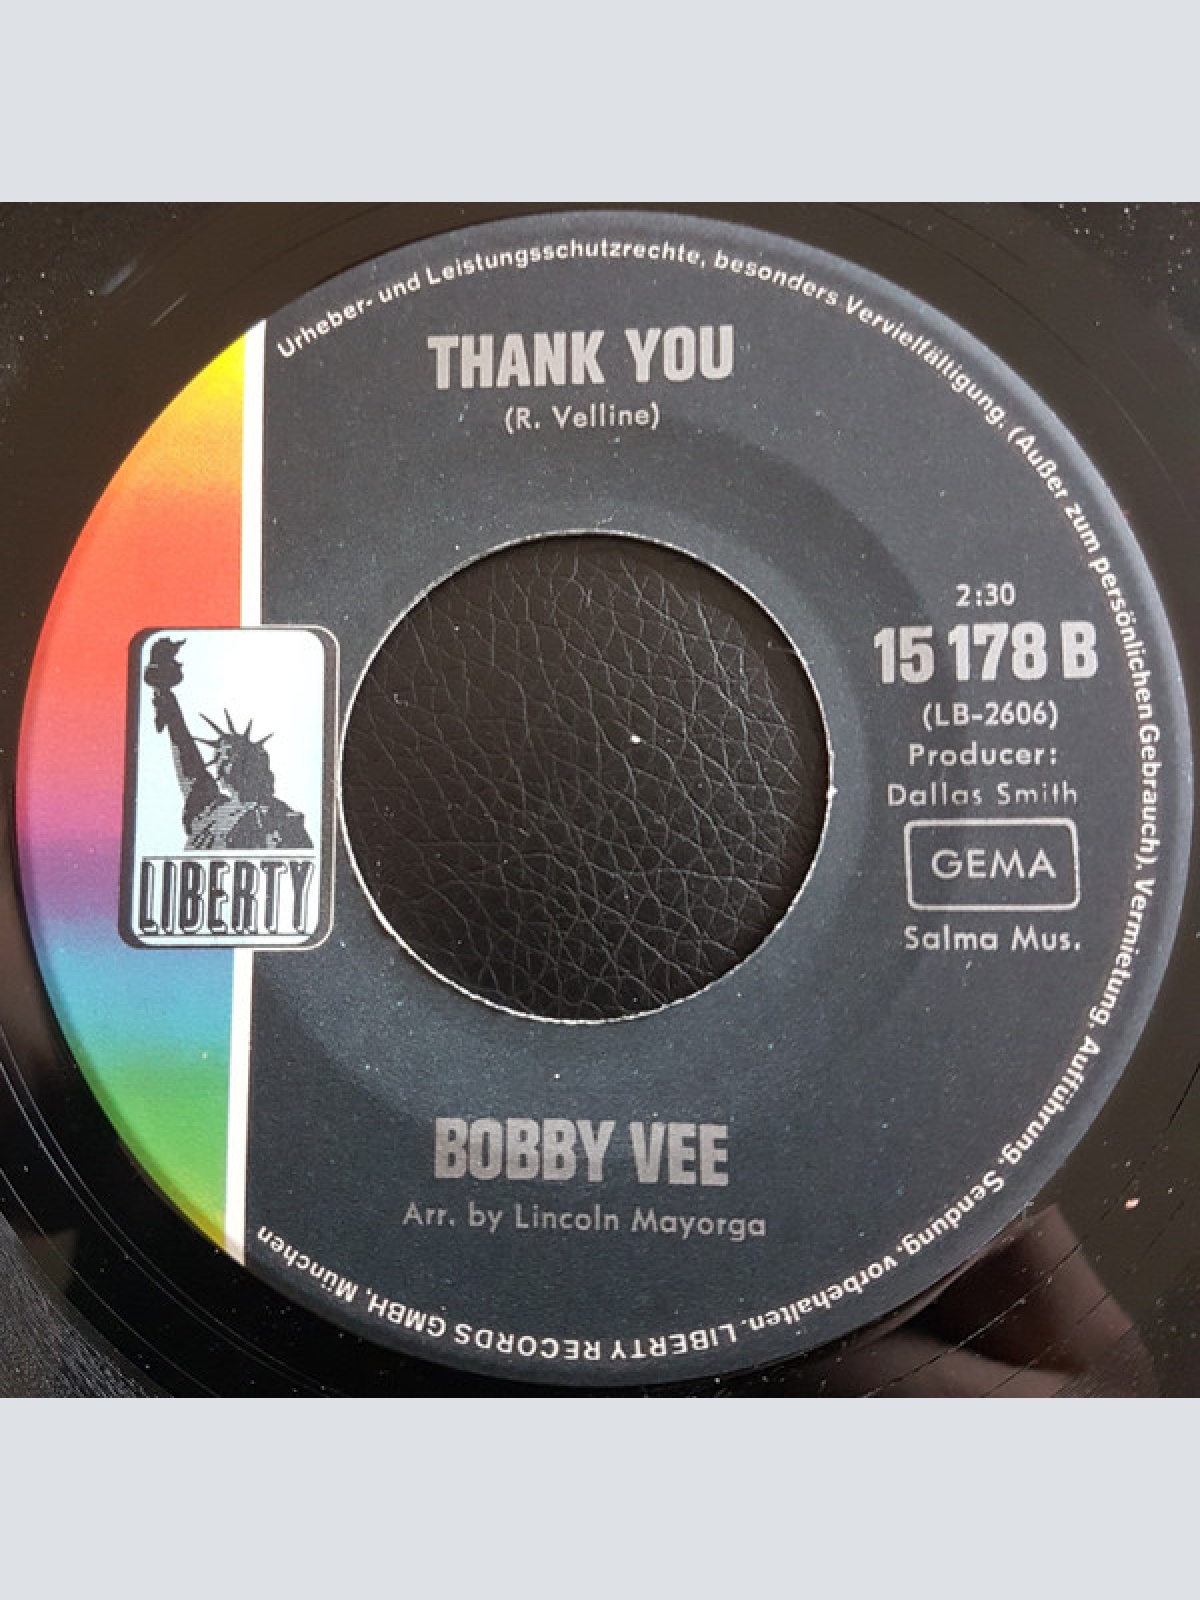 Urheber- und Leistungsschutzrechte, besonders Vervielfältigung, (Außer zum persönlichen Gebrauch). Vermietung, Aufführung, Sendung, vorbehalten. LIBERTY RECORDS GMBH, München
THANK YOU
(R. Velline)
2:30
15 178 B
(LB-2606)
Producer:
Dallas Smith
GEMA
Salma Mus.
LIBERTY
BOBBY VEE
Arr. by Lincoln Mayorga